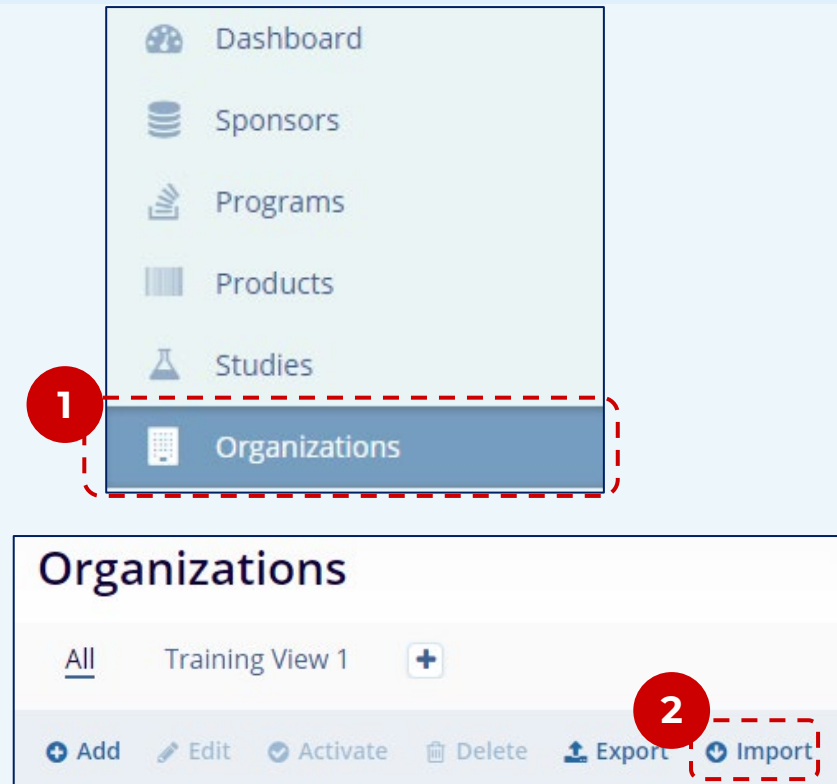 Dashboard
Sponsors
Programs
Products
Studies
1
Organizations
Organizations
All Training View 1 +
2
Add Edit Activate Delete Export Import